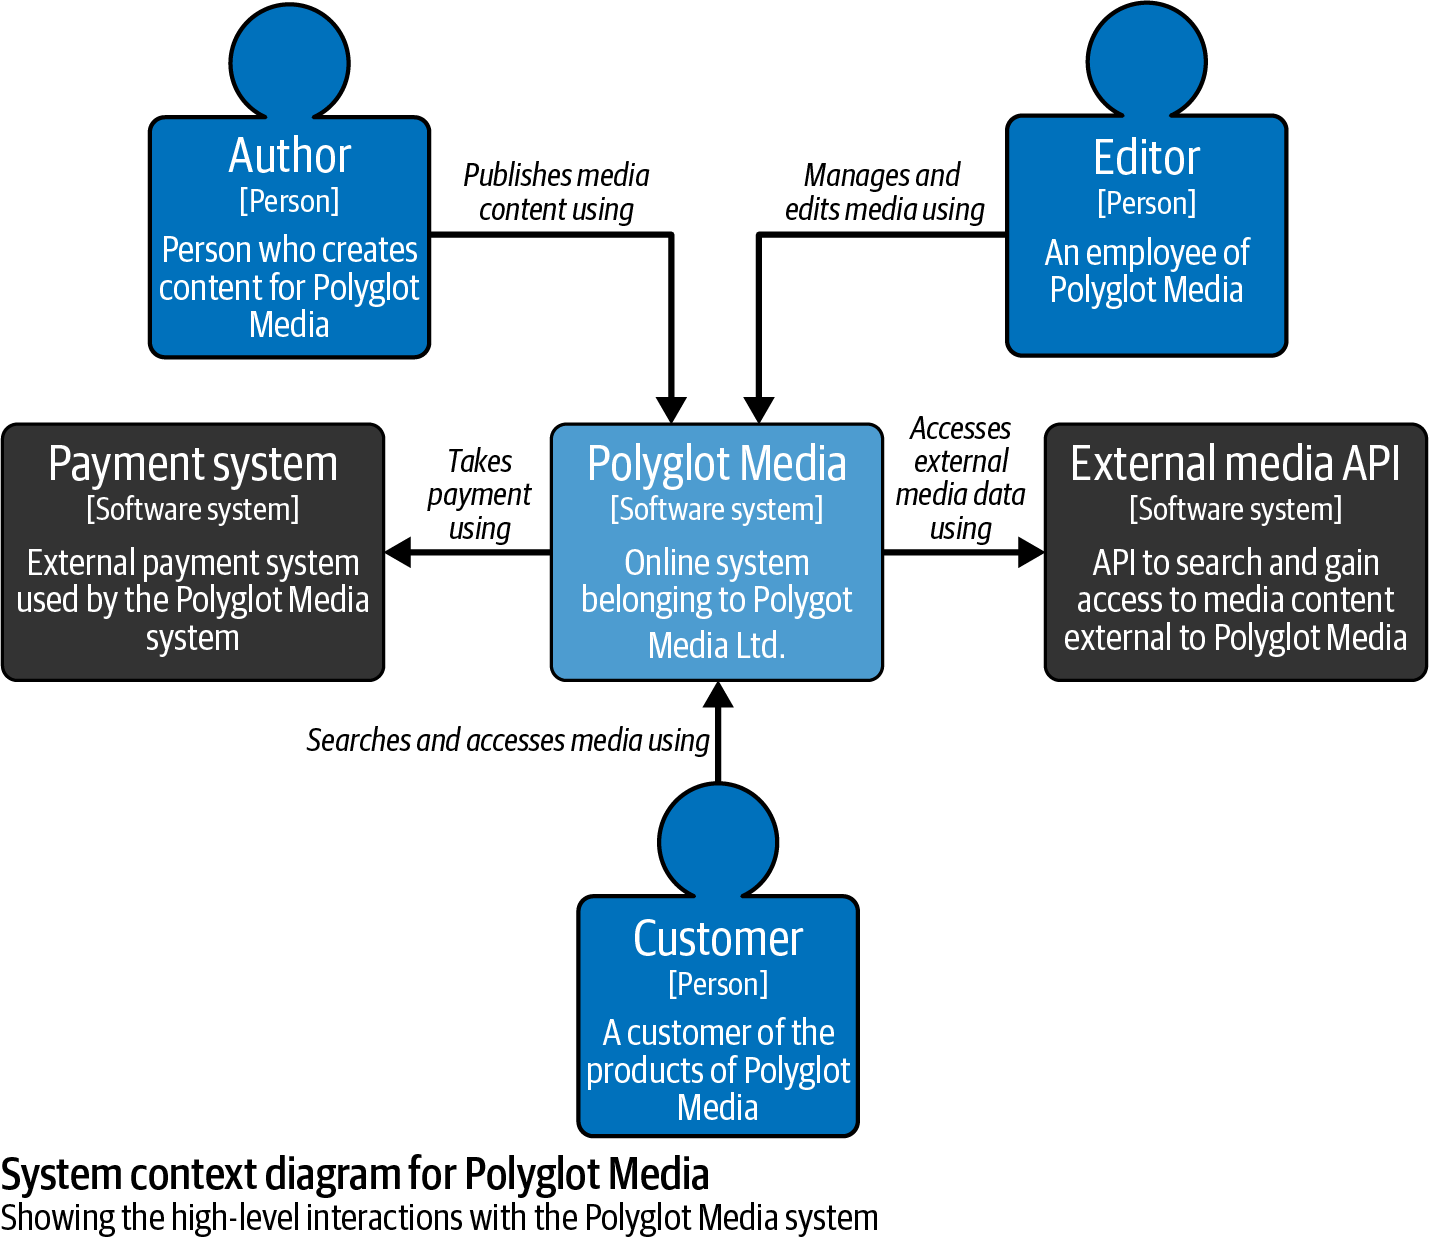 Author
[Person]
Person who creates
content for Polyglot
Media
Publishes media
content using
Manages and
edits media using
Editor
[Person]
An employee of
Polyglot Media
Payment system
[Software system]
External payment system
used by the Polyglot Media
system
Takes
payment
using
Polyglot Media
[Software system]
Online system
belonging to Polygot
Media Ltd.
Accesses
external
media data
using
External media API
[Software system]
API to search and gain
access to media content
external to Polyglot Media
Searches and accesses media using
Customer
[Person]
A customer of the
products of Polyglot
Media
System context diagram for Polyglot Media
Showing the high-level interactions with the Polyglot Media system